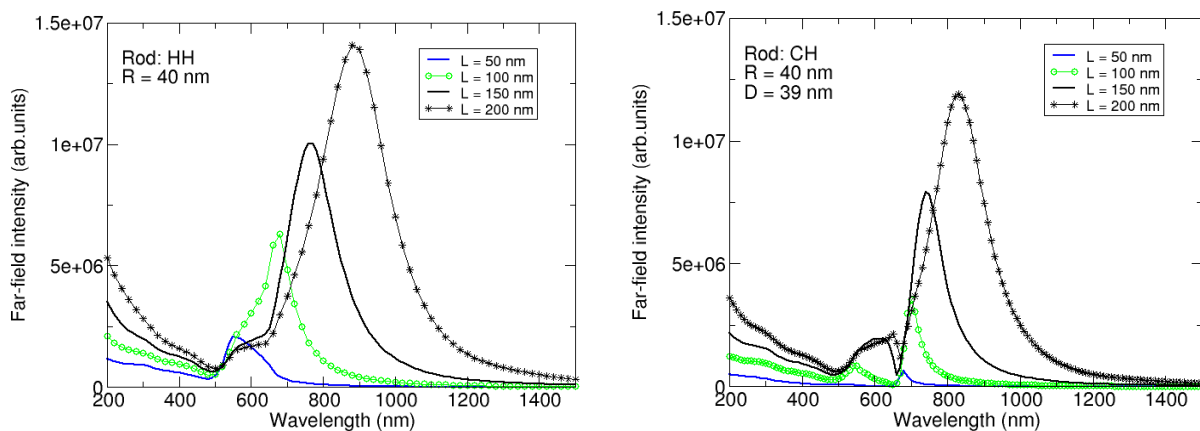 1.5e+07
1e+07
5e+06
0
Far-field intensity (arb.units)
Rod: HH
R = 40 nm
L = 50 nm
L = 100 nm
L = 150 nm
L = 200 nm
200 400 600 800 1000 1200 1400
Wavelength (nm)
1.5e+07
1e+07
5e+06
0
Far-field intensity (arb.units)
Rod: CH
R = 40 nm
D = 39 nm
L = 50 nm
L = 100 nm
L = 150 nm
L = 200 nm
200 400 600 800 1000 1200 1400
Wavelength (nm)